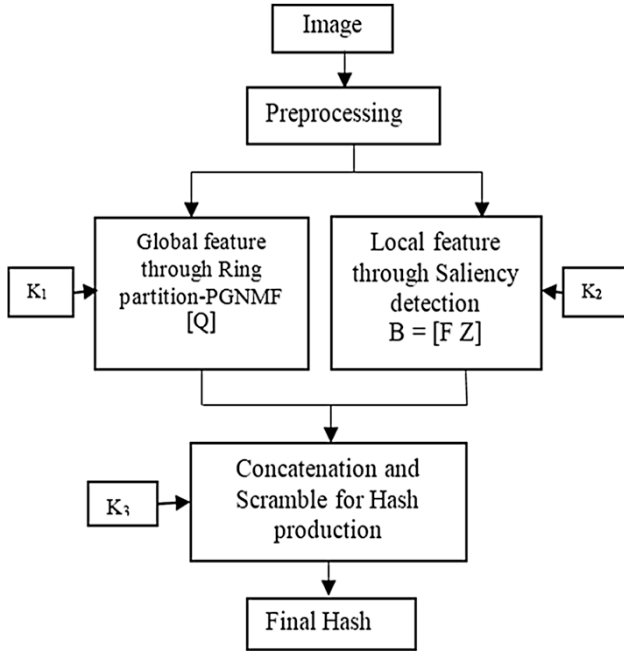 Image
Preprocessing
Global feature
through Ring
partition-PGNMF
[Q]
Local feature
through Saliency
detection
B = [F Z]
K₁
K₂
Concatenation and
Scramble for Hash
production
K₃
Final Hash